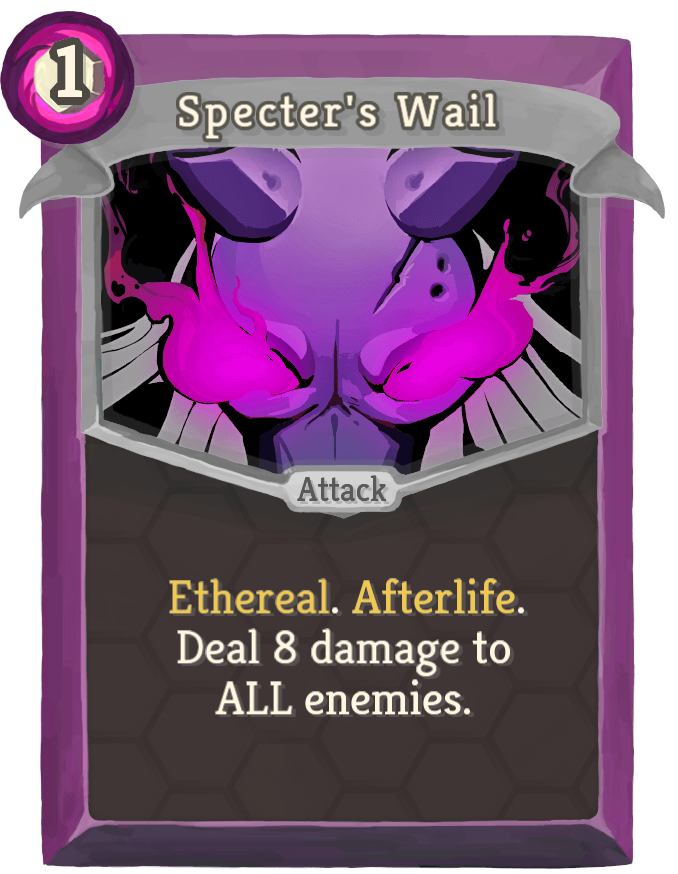 1
Specter's Wail
Attack
Ethereal. Afterlife.
Deal 8 damage to
ALL enemies.